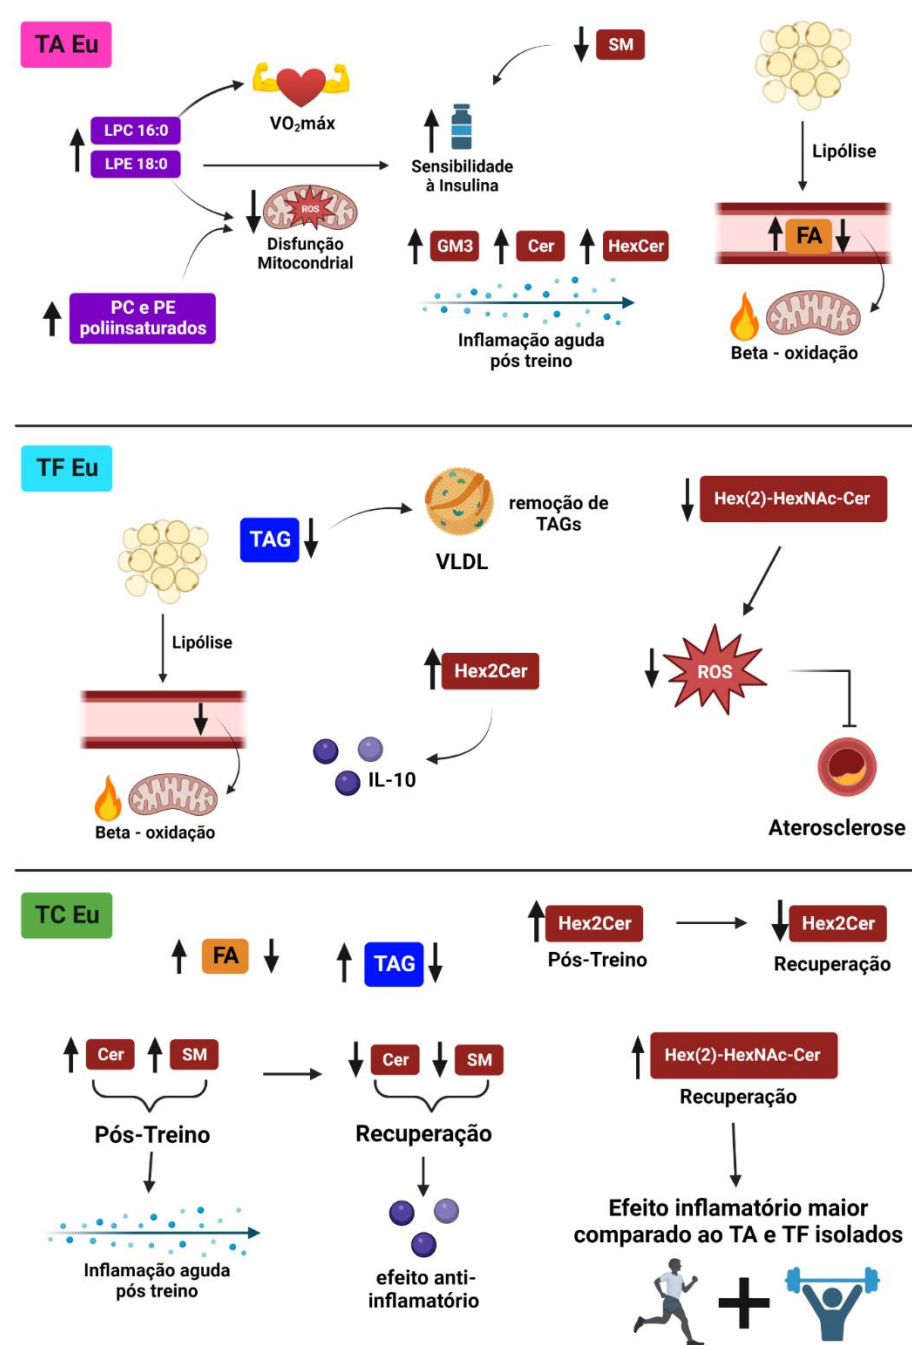 TA Eu
LPC 16:0
LPE 18:0
VO₂máx
SM
Sensibilidade
à Insulina
ROS
Disfunção
Mitocondrial
PC e PE
poliinsaturados
GM3
Cer
HexCer
Inflamação aguda
pós treino
Lipólise
FA
Beta - oxidação
TF Eu
TAG
VLDL
remoção de
TAGs
Hex(2)-HexNAc-Cer
Lipólise
Hex2Cer
IL-10
ROS
Beta - oxidação
Aterosclerose
TC Eu
FA
TAG
Hex2Cer
Pós-Treino
Hex2Cer
Recuperação
Cer
SM
Pós-Treino
Cer
SM
Recuperação
Hex(2)-HexNAc-Cer
Recuperação
Inflamação aguda
pós treino
efeito anti-
inflamatório
Efeito inflamatório maior
comparado ao TA e TF isolados